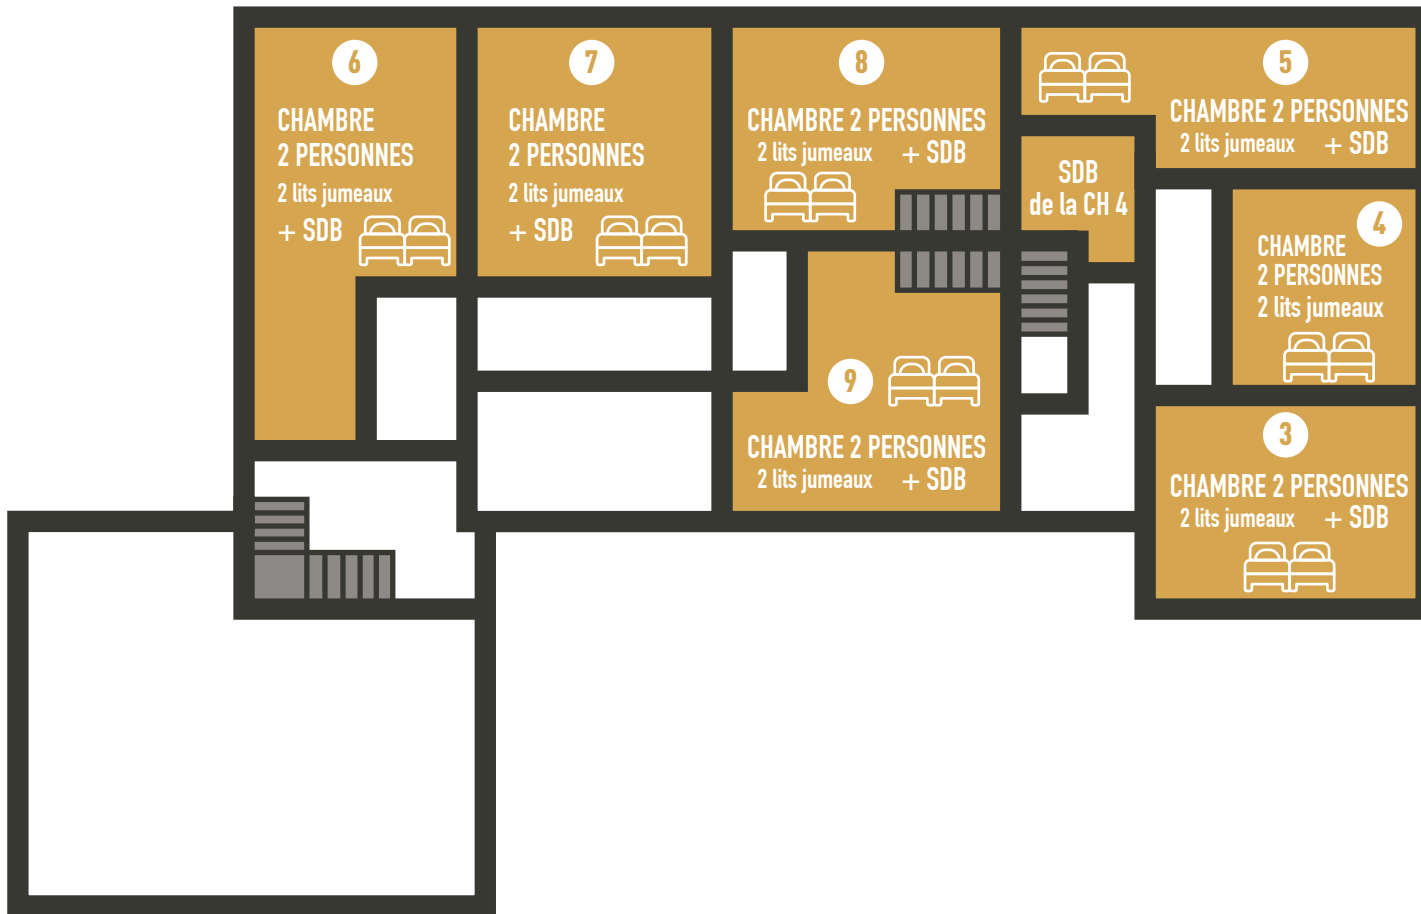 6
CHAMBRE
2 PERSONNES
2 lits jumeaux
+ SDB
7
CHAMBRE
2 PERSONNES
2 lits jumeaux
+ SDB
8
CHAMBRE 2 PERSONNES
2 lits jumeaux + SDB
5
CHAMBRE 2 PERSONNES
2 lits jumeaux + SDB
SDB
de la CH 4
4
CHAMBRE
2 PERSONNES
2 lits jumeaux
9
CHAMBRE 2 PERSONNES
2 lits jumeaux + SDB
3
CHAMBRE 2 PERSONNES
2 lits jumeaux + SDB